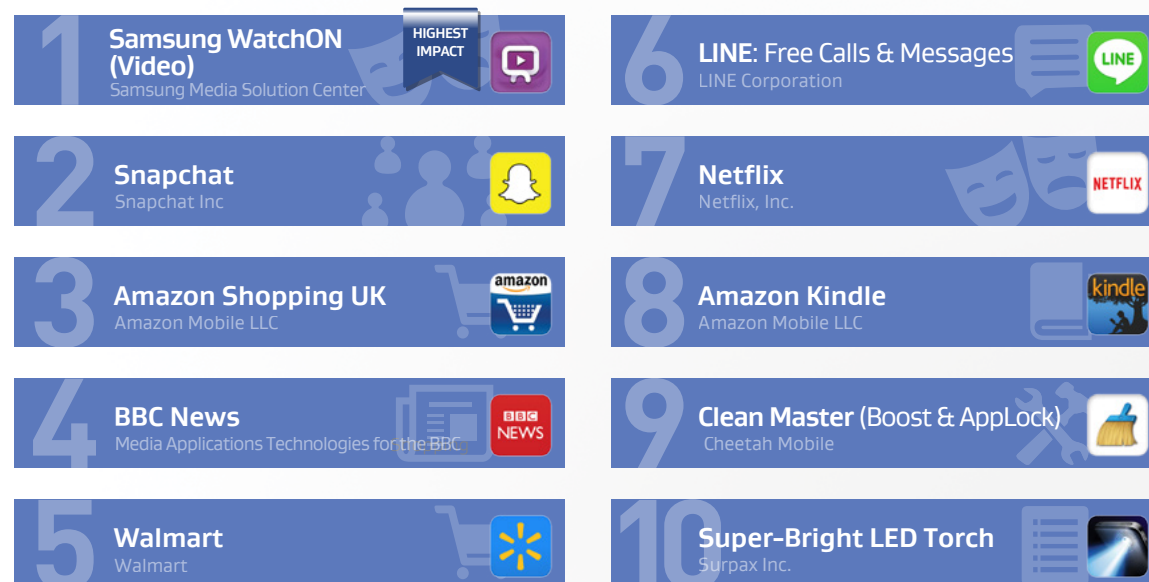 1
Samsung WatchON
(Video)
Samsung Media Solution Center
HIGHEST
IMPACT
2
Snapchat
Snapchat Inc
3
Amazon Shopping UK
Amazon Mobile LLC
amazon
4
BBC News
Media Applications Technologies for the BBC
BBC
NEWS
5
Walmart
Walmart
6
LINE: Free Calls & Messages
LINE Corporation
LINE
7
Netflix
Netflix, Inc.
NETFLIX
8
Amazon Kindle
Amazon Mobile LLC
kindle
9
Clean Master (Boost & AppLock)
Cheetah Mobile
10
Super-Bright LED Torch
Surpax Inc.